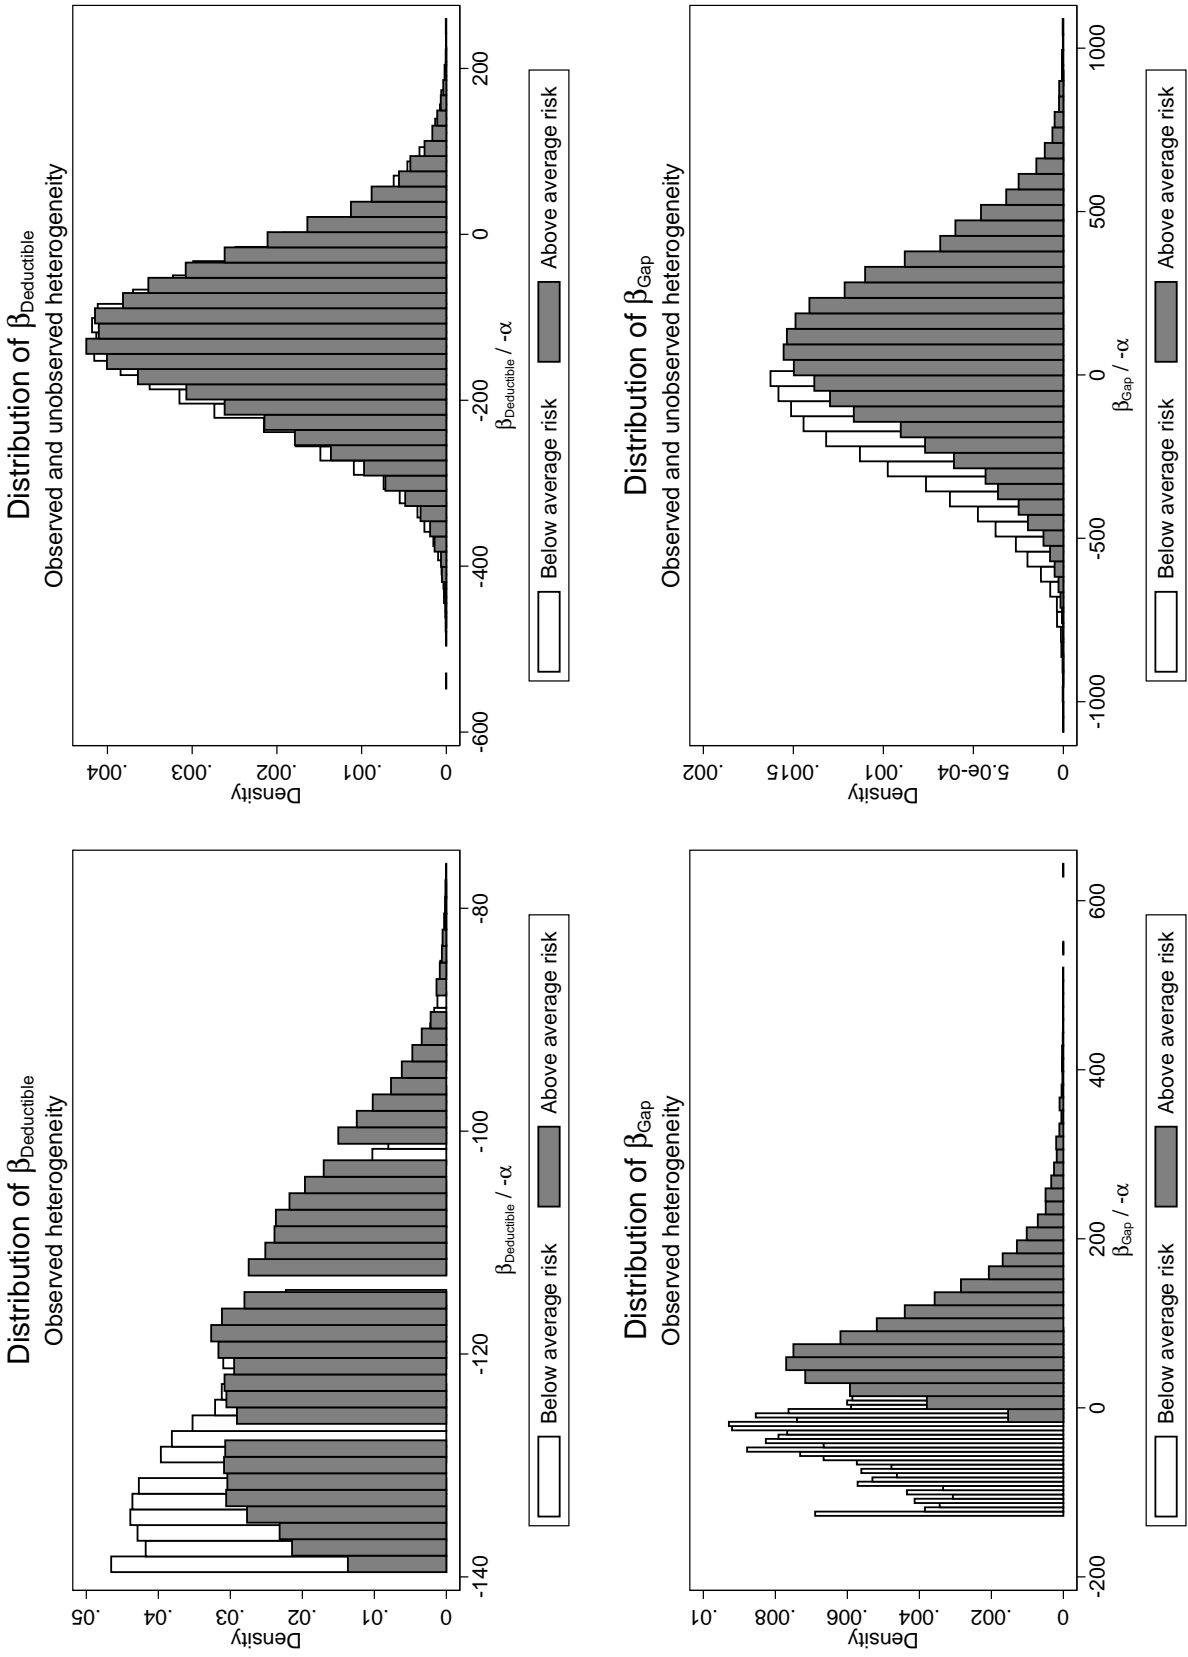 Distribution of βDeductible
Observed heterogeneity
Density
0 .01 .02 .03 .04 .05
-140 -120 -100 -80
βDeductible / -α
Below average risk Above average risk
Distribution of βDeductible
Observed and unobserved heterogeneity
Density
0 .001 .002 .003 .004
-600 -400 -200 0 200
βDeductible / -α
Below average risk Above average risk
Distribution of βGap
Observed heterogeneity
Density
0 .002 .004 .006 .008 .01
-200 0 200 400 600
βGap / -α
Below average risk Above average risk
Distribution of βGap
Observed and unobserved heterogeneity
Density
0 5.0e-04 .001 .0015 .002
-1000 -500 0 500 1000
βGap / -α
Below average risk Above average risk